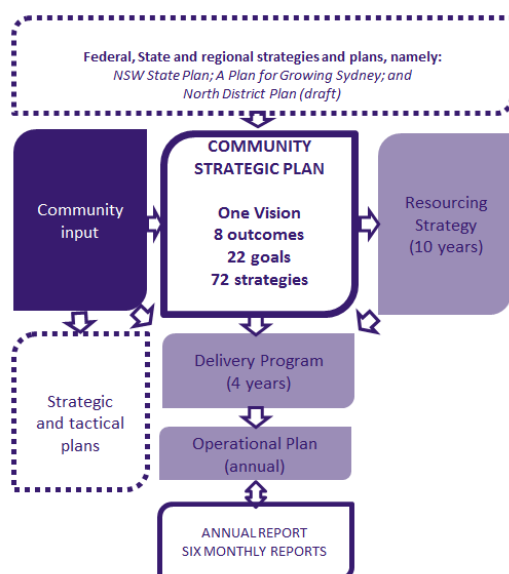 Federal, State and regional strategies and plans, namely:
NSW State Plan; A Plan for Growing Sydney; and
North District Plan (draft)
COMMUNITY
STRATEGIC PLAN
One Vision
8 outcomes
22 goals
72 strategies
Community
input
Resourcing
Strategy
(10 years)
Strategic
and tactical
plans
Delivery Program
(4 years)
Operational Plan
(annual)
ANNUAL REPORT
SIX MONTHLY REPORTS